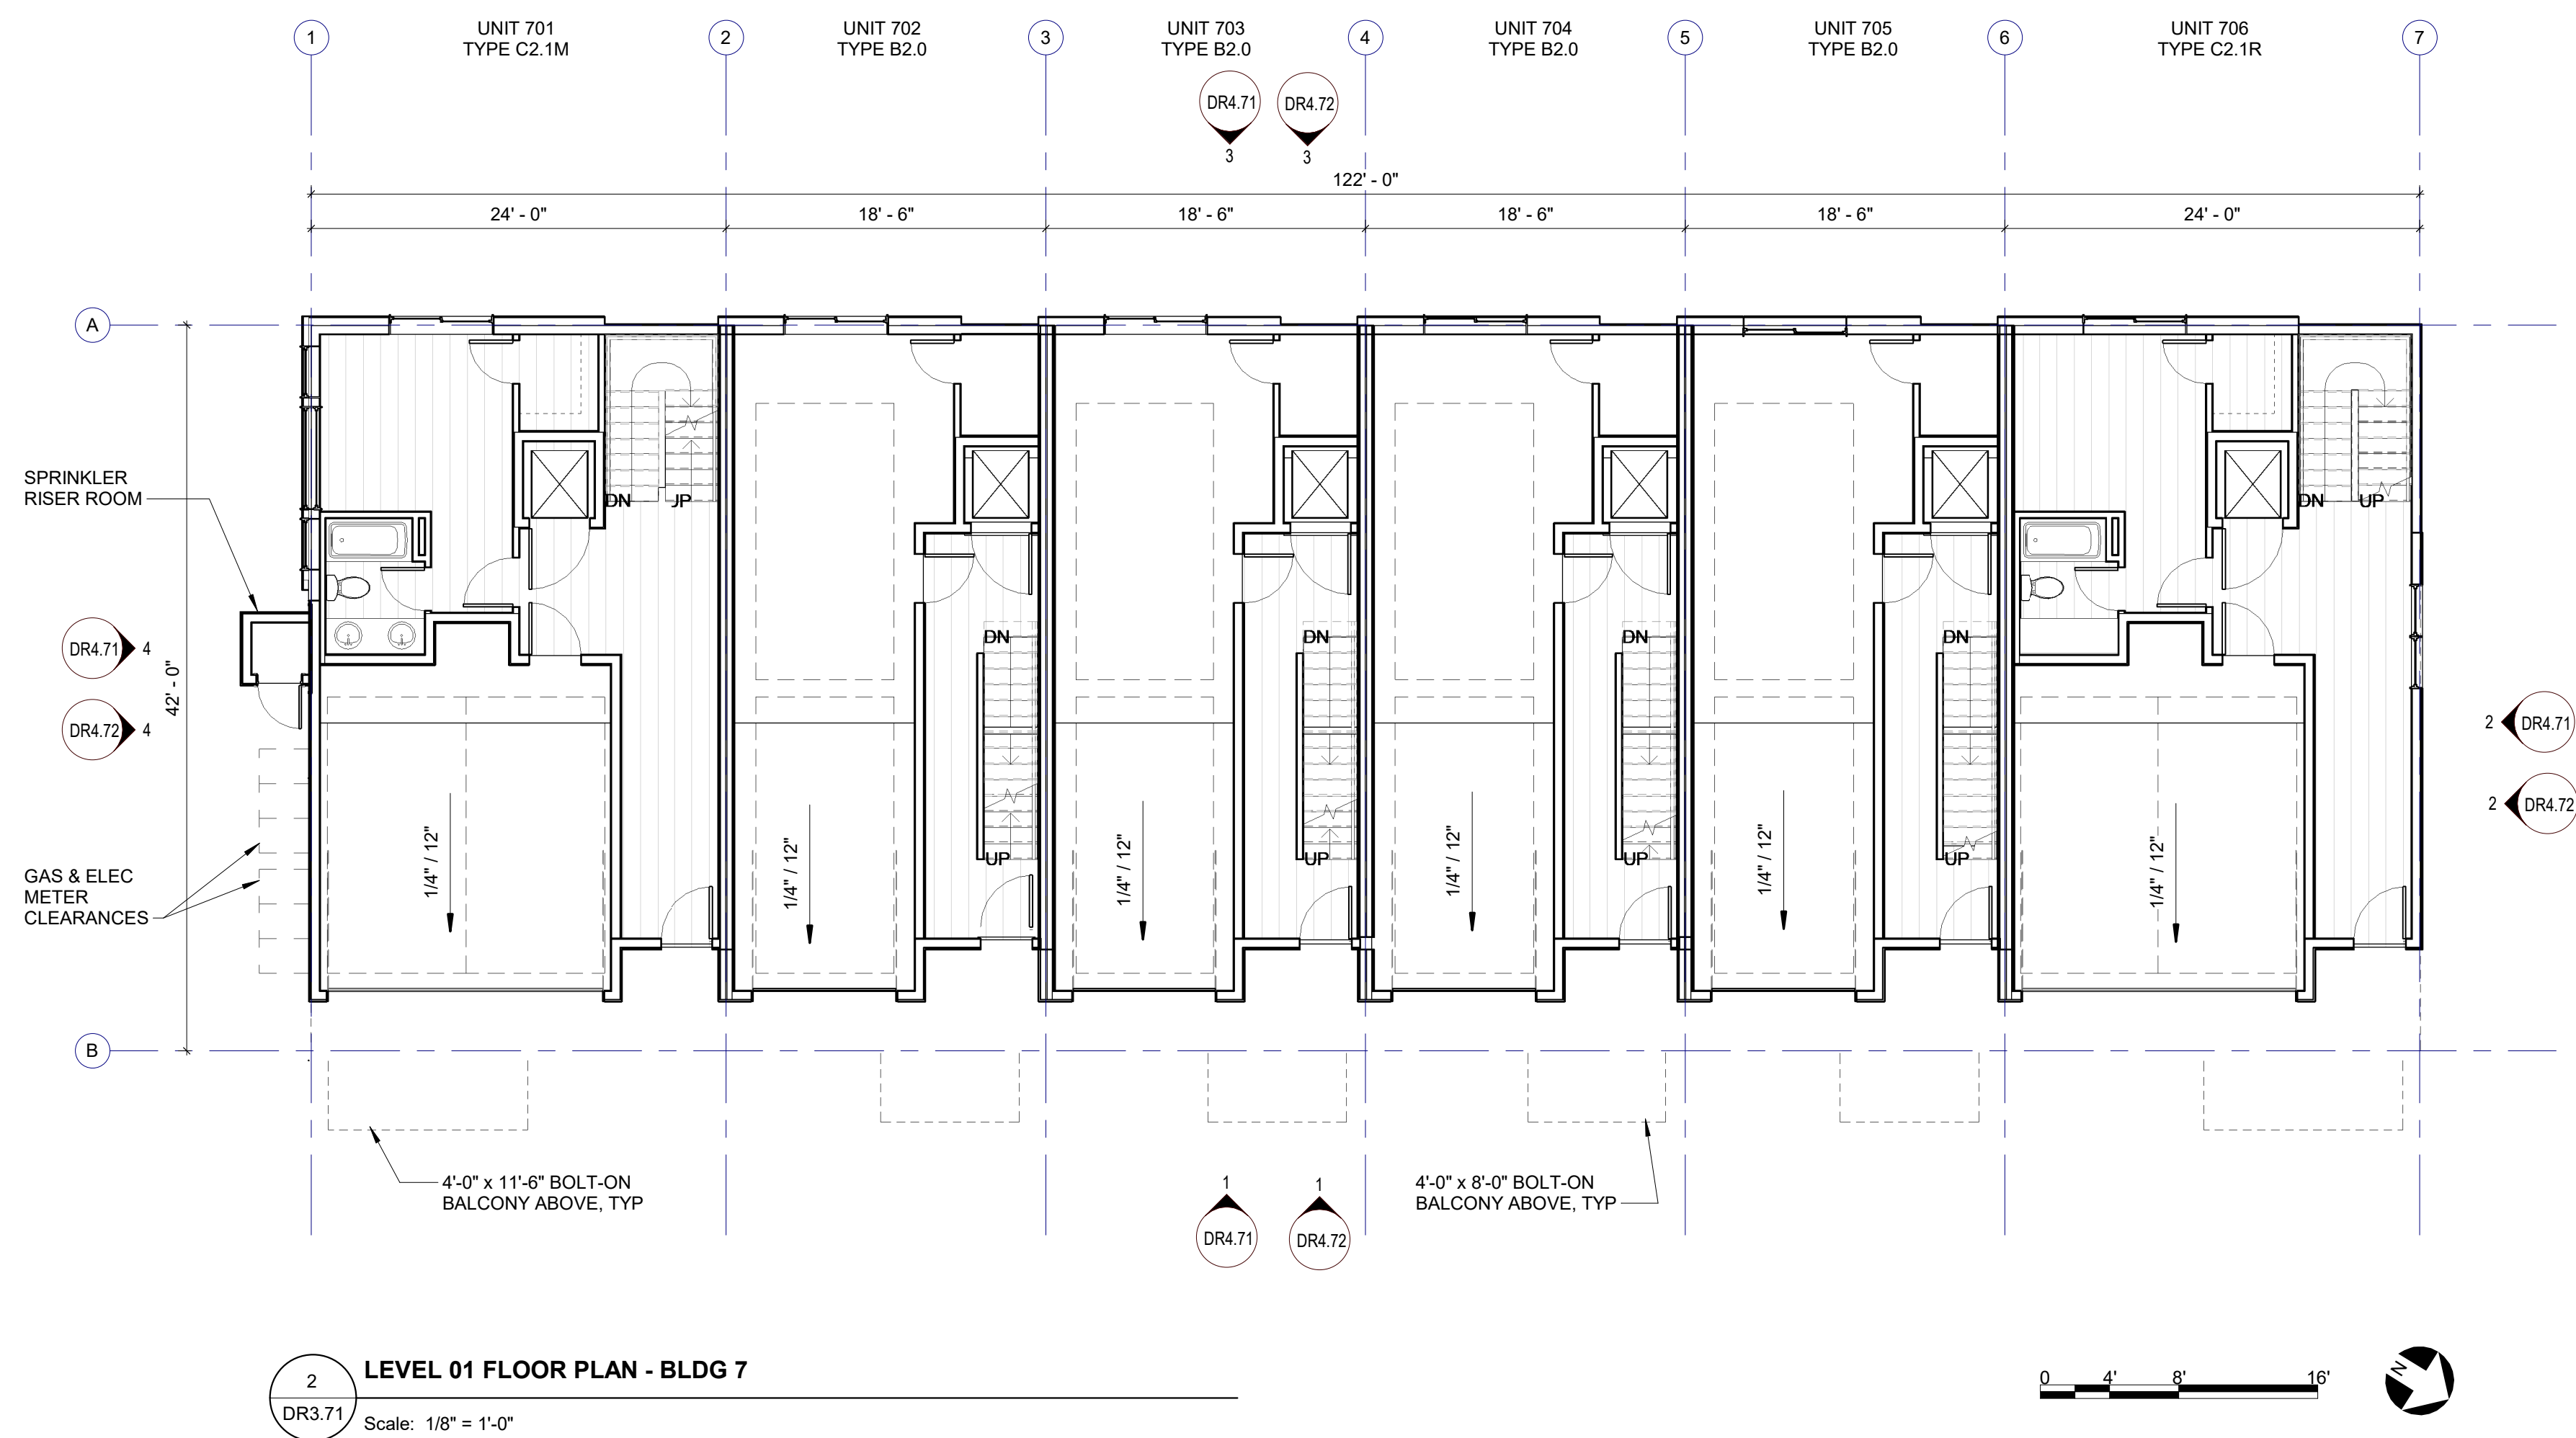 1
UNIT 701
TYPE C2.1M
2
UNIT 702
TYPE B2.0
3
UNIT 703
TYPE B2.0
4
UNIT 704
TYPE B2.0
5
UNIT 705
TYPE B2.0
6
UNIT 706
TYPE C2.1R
7
DR4.71
3
DR4.72
3
122' - 0"
24' - 0"
18' - 6"
18' - 6"
18' - 6"
18' - 6"
24' - 0"
A
SPRINKLER
RISER ROOM
DN
UP
DN
UP
DN
DN
DN
DN
DR4.71
4
42' - 0"
DR4.72
4
2
DR4.71
2
DR4.72
GAS & ELEC
METER
CLEARANCES
1/4" / 12"
1/4" / 12"
UP
1/4" / 12"
UP
1/4" / 12"
UP
1/4" / 12"
UP
1/4" / 12"
B
4'-0" x 11'-6" BOLT-ON
BALCONY ABOVE, TYP
4'-0" x 8'-0" BOLT-ON
BALCONY ABOVE, TYP
1
DR4.71
1
DR4.72
2
DR3.71
LEVEL 01 FLOOR PLAN - BLDG 7
Scale: 1/8" = 1'-0"
0
4'
8'
16'
N